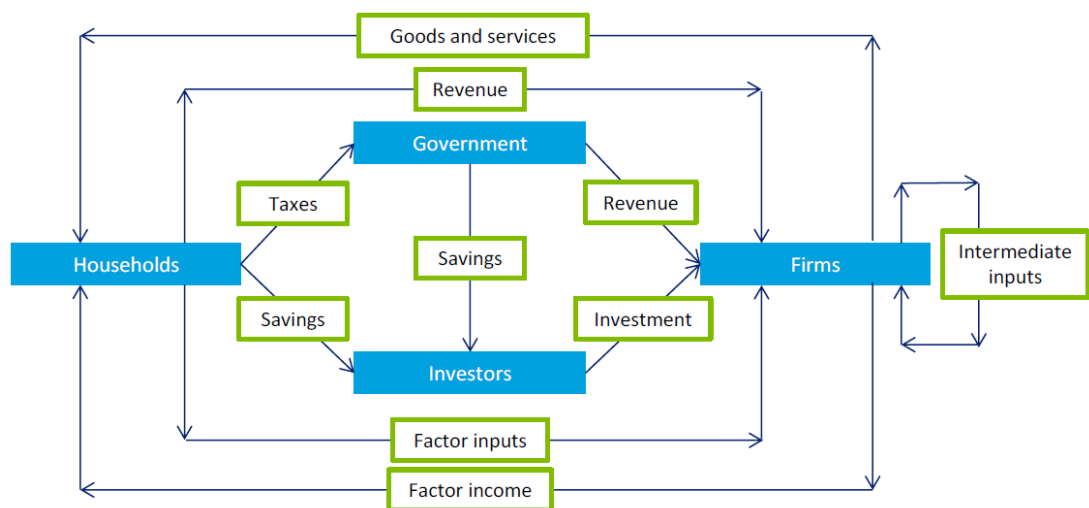 Goods and services
Revenue
Government
Taxes
Revenue
Households
Savings
Firms
Intermediate
inputs
Savings
Investment
Investors
Factor inputs
Factor income